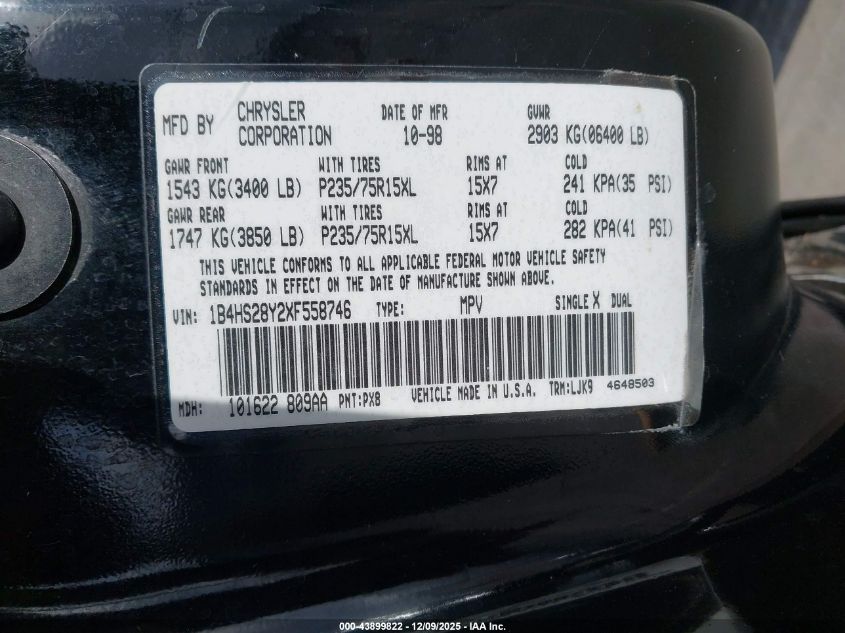 MFD BY CHRYSLER CORPORATION DATE OF MFR 10-98 GVWR 2903 KG(06400 LB)
GAWR FRONT WITH TIRES RIMS AT COLD
1543 KG(3400 LB) P235/75R15XL 15X7 241 KPA(35 PSI)
GAWR REAR WITH TIRES RIMS AT COLD
1747 KG(3850 LB) P235/75R15XL 15X7 282 KPA(41 PSI)
THIS VEHICLE CONFORMS TO ALL APPLICABLE FEDERAL MOTOR VEHICLE SAFETY
STANDARDS IN EFFECT ON THE DATE OF MANUFACTURE SHOWN ABOVE.
VIN: 1B4HS28Y2XF558746 TYPE: MPV SINGLE X DUAL
MDH: 101622 809AA PNT:PX8 VEHICLE MADE IN U.S.A. TRM:LJK9 4648503
000-43899822 - 12/09/2025 - IAA Inc.